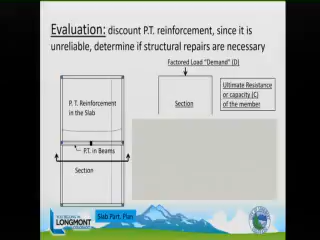 Evaluation: discount P.T. reinforcement, since it is
unreliable, determine if structural repairs are necessary
Factored Load "Demand" (D)
P. T. Reinforcement
in the Slab
Section
Ultimate Resistance
or capacity (C)
of the member
P.T. in Beams
Section
LONGMONT
Slab Part. Plan